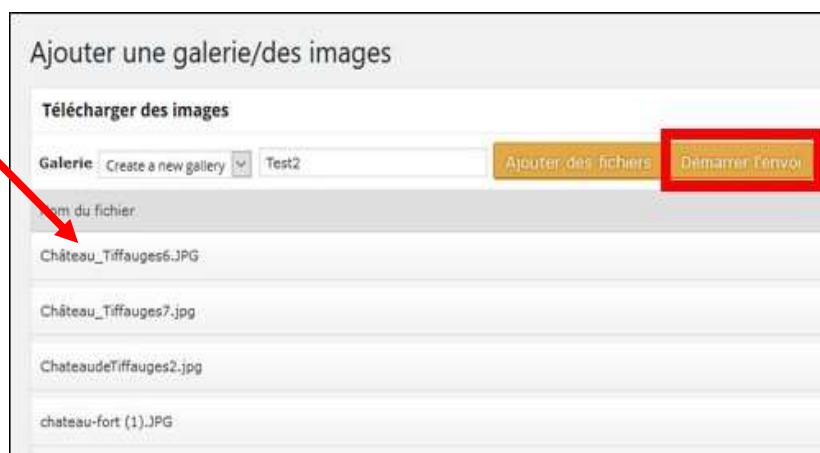 Ajouter une galerie/des images
Télécharger des images
Galerie Create a new gallery Test2 Ajouter des fichiers Démarrer l'envoi
Nom du fichier
Château_Tiffauges6.JPG
Château_Tiffauges7.jpg
ChateaudeTiffauges2.jpg
chateau-fort (1).JPG